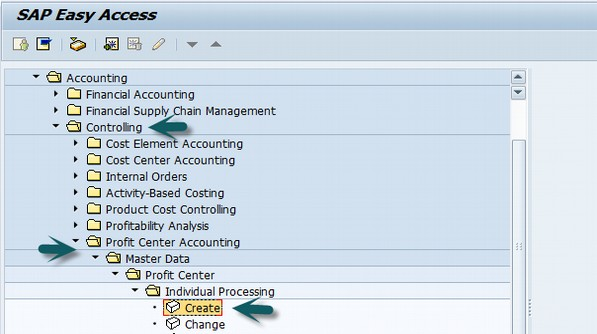 SAP Easy Access
Accounting
Financial Accounting
Financial Supply Chain Management
Controlling
Cost Element Accounting
Cost Center Accounting
Internal Orders
Activity-Based Costing
Product Cost Controlling
Profitability Analysis
Profit Center Accounting
Master Data
Profit Center
Individual Processing
Create
Change